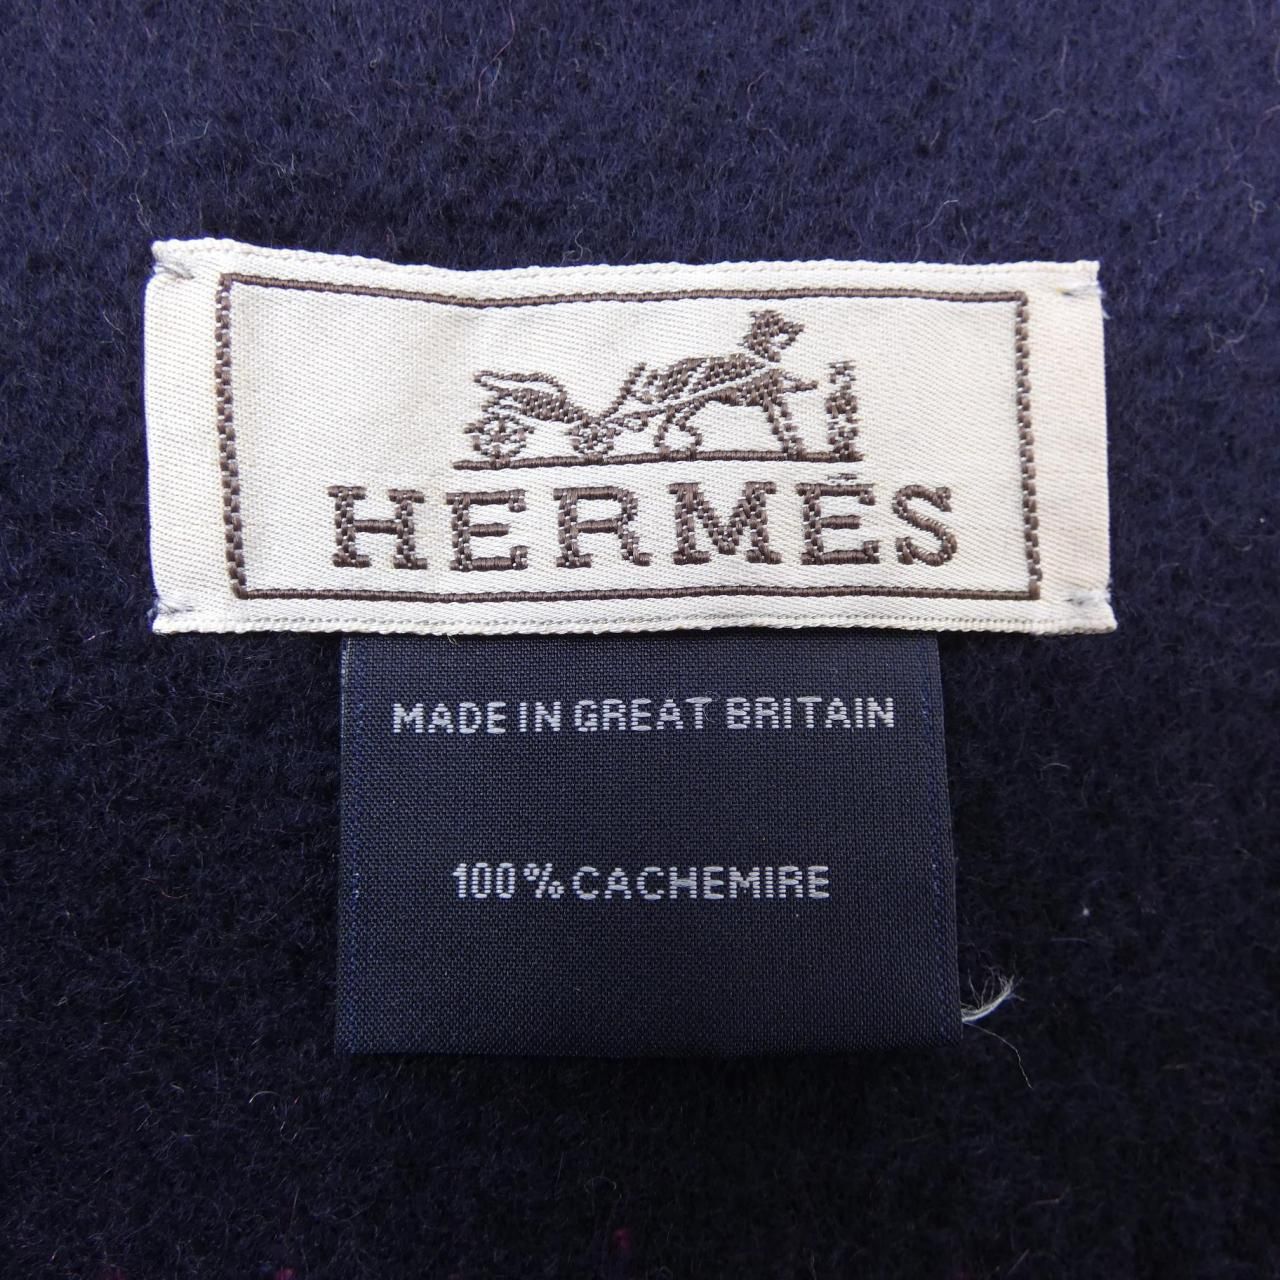 HERMÈS
MADE IN GREAT BRITAIN
100% CACHEMIRE